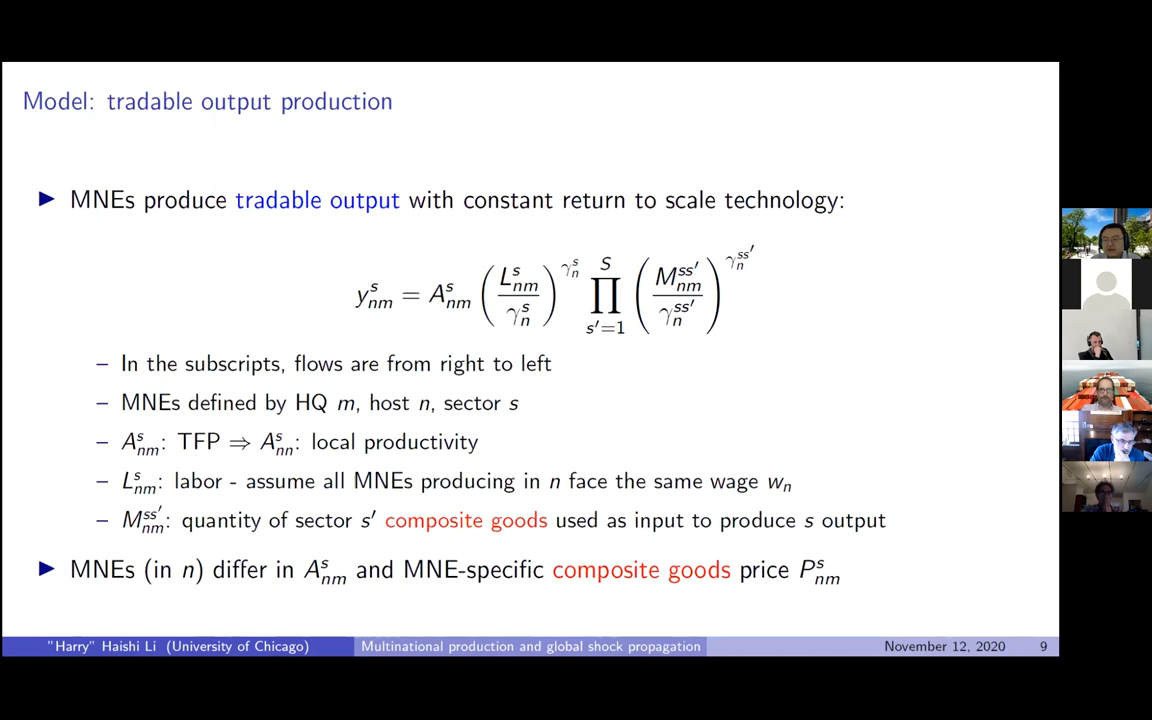 Model: tradable output production
► MNEs produce tradable output with constant return to scale technology:
y^s_{nm} = A^s_{nm} (L^s_{nm} / γ^s_n)^{γ^s_n} ∏^S_{s'=1} (M^{ss'}_{nm} / γ^{ss'}_n)^{γ^{ss'}_n}
– In the subscripts, flows are from right to left
– MNEs defined by HQ m, host n, sector s
– A^s_{nm}: TFP ⇒ A^s_{nn}: local productivity
– L^s_{nm}: labor - assume all MNEs producing in n face the same wage w_n
– M^{ss'}_{nm}: quantity of sector s' composite goods used as input to produce s output
► MNEs (in n) differ in A^s_{nm} and MNE-specific composite goods price P^s_{nm}
"Harry" Haishi Li (University of Chicago) Multinational production and global shock propagation November 12, 2020 9